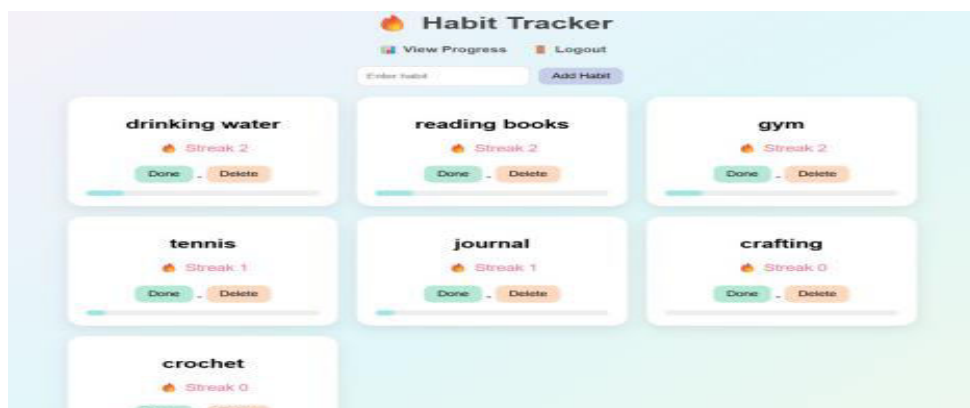 Habit Tracker
View Progress Logout
Enter habit Add Habit
drinking water
Streak 2
Done - Delete
reading books
Streak 2
Done - Delete
gym
Streak 2
Done - Delete
tennis
Streak 1
Done - Delete
journal
Streak 1
Done - Delete
crafting
Streak 0
Done - Delete
crochet
Streak 0